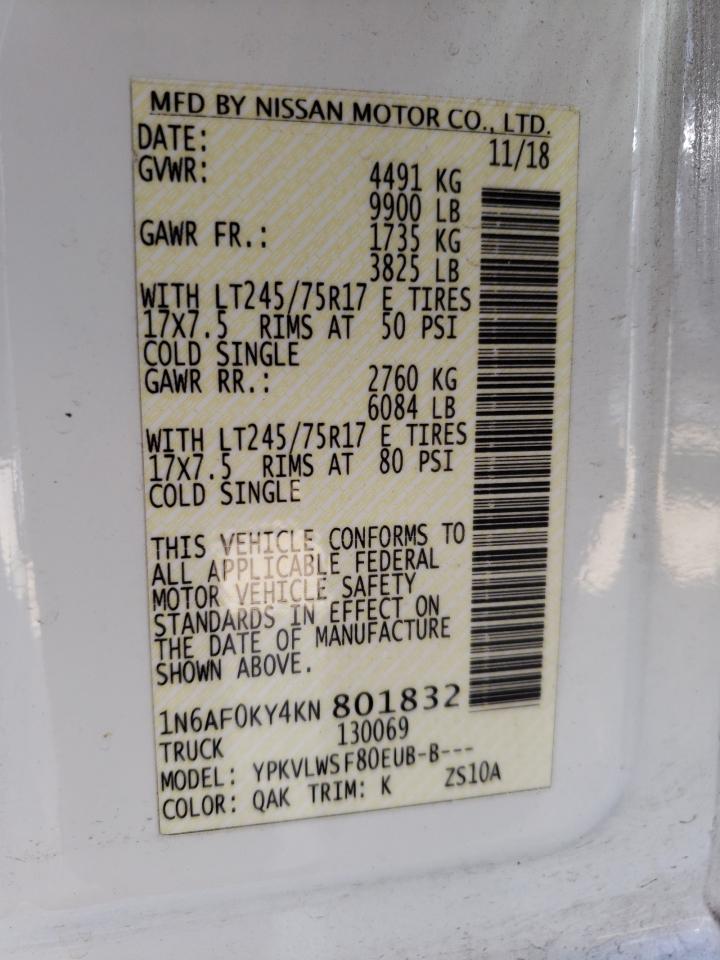 MFD BY NISSAN MOTOR CO., LTD.
DATE: 11/18
GVWR: 4491 KG
9900 LB
GAWR FR.: 1735 KG
3825 LB
WITH LT245/75R17 E TIRES
17X7.5 RIMS AT 50 PSI
COLD SINGLE
GAWR RR.: 2760 KG
6084 LB
WITH LT245/75R17 E TIRES
17X7.5 RIMS AT 80 PSI
COLD SINGLE
THIS VEHICLE CONFORMS TO
ALL APPLICABLE FEDERAL
MOTOR VEHICLE SAFETY
STANDARDS IN EFFECT ON
THE DATE OF MANUFACTURE
SHOWN ABOVE.
1N6AF0KY4KN 801832
TRUCK 130069
MODEL: YPKVLWSF80EUB-B---
COLOR: QAK TRIM: K ZS10A